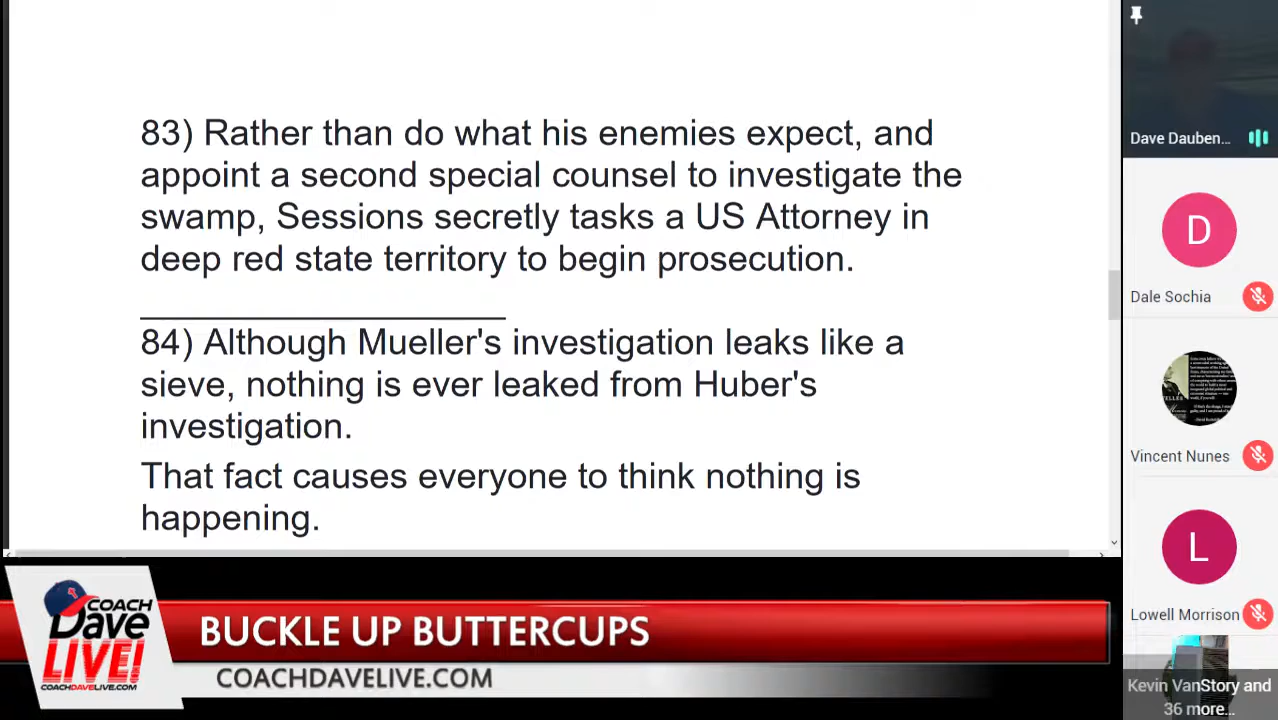 83) Rather than do what his enemies expect, and
appoint a second special counsel to investigate the
swamp, Sessions secretly tasks a US Attorney in
deep red state territory to begin prosecution.
84) Although Mueller's investigation leaks like a
sieve, nothing is ever leaked from Huber's
investigation.
That fact causes everyone to think nothing is
happening.
COACH
Dave
LIVE!
COACHDAVELIVE.COM
BUCKLE UP BUTTERCUPS
COACHDAVELIVE.COM
Dave Dauben...
D
Dale Sochia
Vincent Nunes
L
Lowell Morrison
Kevin VanStory and
36 more...